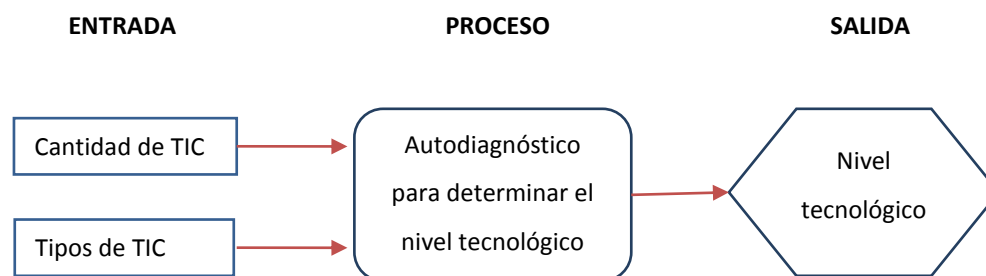 ENTRADA
PROCESO
SALIDA
Cantidad de TIC
Tipos de TIC
Autodiagnóstico
para determinar el
nivel tecnológico
Nivel
tecnológico